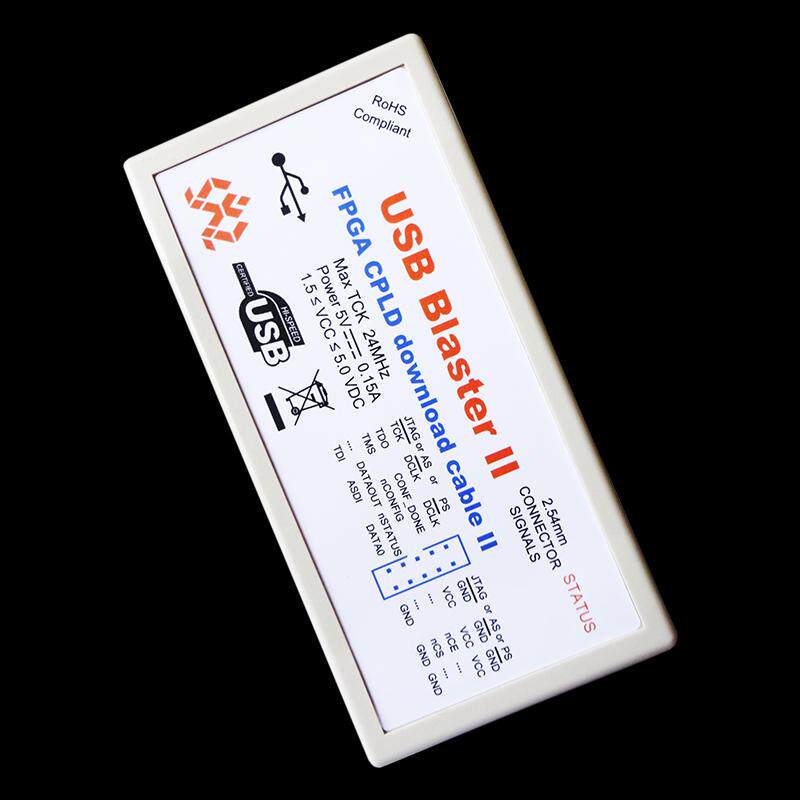 RoHS
Compliant
USB Blaster II
FPGA CPLD download cable II
Max TCK 24MHz
Power 5V 0.15A
1.5 ≤ VCC ≤ 5.0 VDC
CERTIFIED
HI-SPEED
USB
2.54mm
CONNECTOR
SIGNALS
STATUS
JTAG or AS or PS
TCK DCLK DCLK
TDO CONF_DONE
TMS nCONFIG
.... DATAOUT nSTATUS
TDI ASDI DATA0
JTAG or AS or PS
GND GND GND
VCC VCC VCC
.... nCE ....
.... nCS ....
GND GND GND